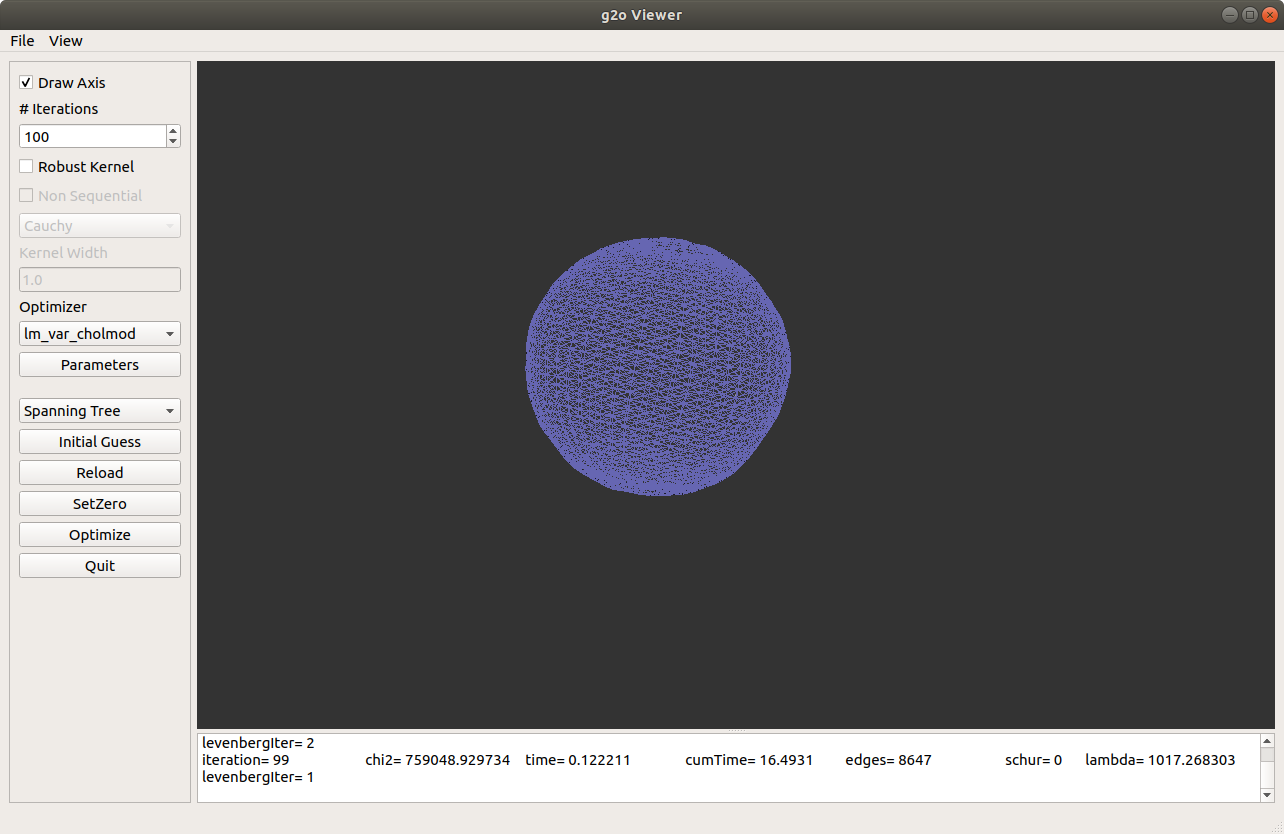 g2o Viewer
File View
Draw Axis
# Iterations
100
Robust Kernel
Non Sequential
Cauchy
Kernel Width
1.0
Optimizer
lm_var_cholmod
Parameters
Spanning Tree
Initial Guess
Reload
SetZero
Optimize
Quit
levenbergIter= 2
iteration= 99 chi2= 759048.929734 time= 0.122211 cumTime= 16.4931 edges= 8647 schur= 0 lambda= 1017.268303
levenbergIter= 1